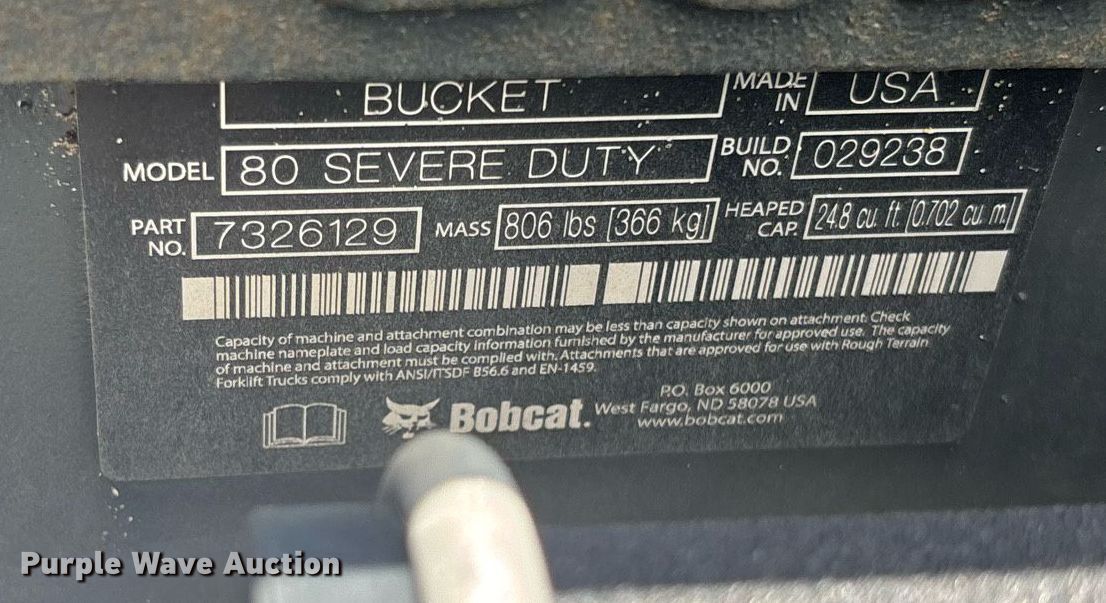 BUCKET MADE IN USA
MODEL 80 SEVERE DUTY BUILD NO. 029238
PART NO. 7326129 MASS 806 lbs [366 kg] HEAPED CAP. 24.8 cu. ft. [0.702 cu. m.]
Capacity of machine and attachment combination may be less than capacity shown on attachment. Check
machine nameplate and load capacity information furnished by the manufacturer for approved use. The capacity
of machine and attachment must be complied with. Attachments that are approved for use with Rough Terrain
Forklift Trucks comply with ANSI/ITSDF B56.6 and EN-1459.
Bobcat.
P.O. Box 6000
West Fargo, ND 58078 USA
www.bobcat.com
Purple Wave Auction